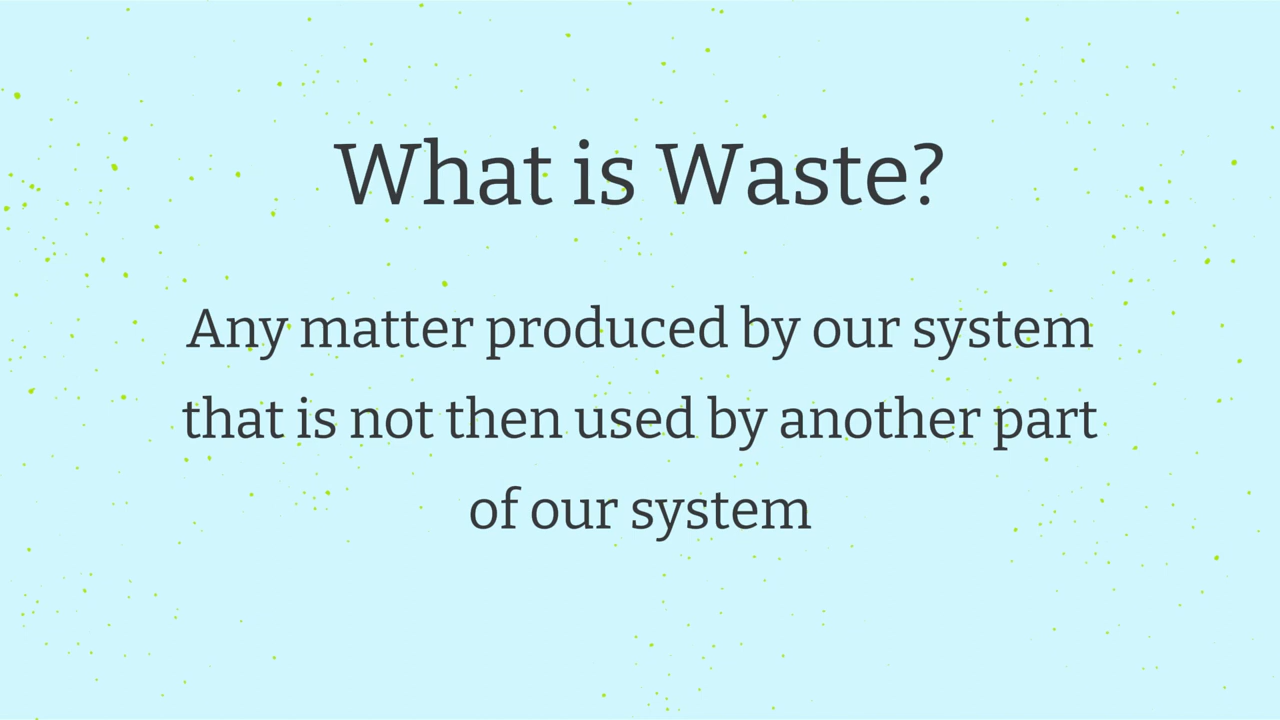 What is Waste?
Any matter produced by our system
that is not then used by another part
of our system